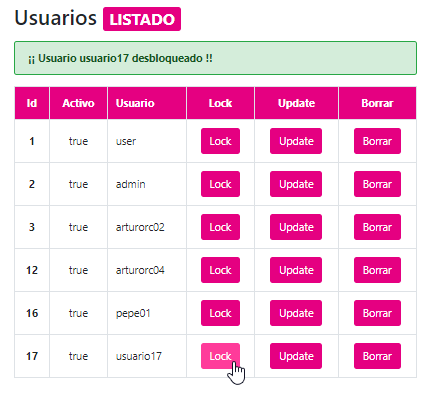 Usuarios LISTADO
¡¡ Usuario usuario17 desbloqueado !!
Id Activo Usuario Lock Update Borrar
1 true user Lock Update Borrar
2 true admin Lock Update Borrar
3 true arturorc02 Lock Update Borrar
12 true arturorc04 Lock Update Borrar
16 true pepe01 Lock Update Borrar
17 true usuario17 Lock Update Borrar